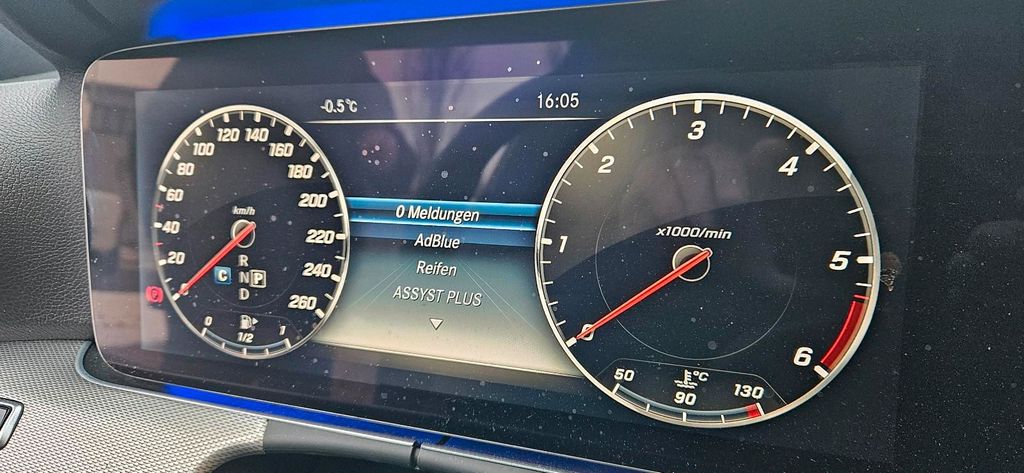 -0.5°C
16:05
20
40
60
80
100
120
140
160
180
200
220
240
260
km/h
R
N
D
C
P
0
1/2
1
0 Meldungen
AdBlue
Reifen
ASSYST PLUS
0
1
2
3
4
5
6
x1000/min
°C
50
90
130